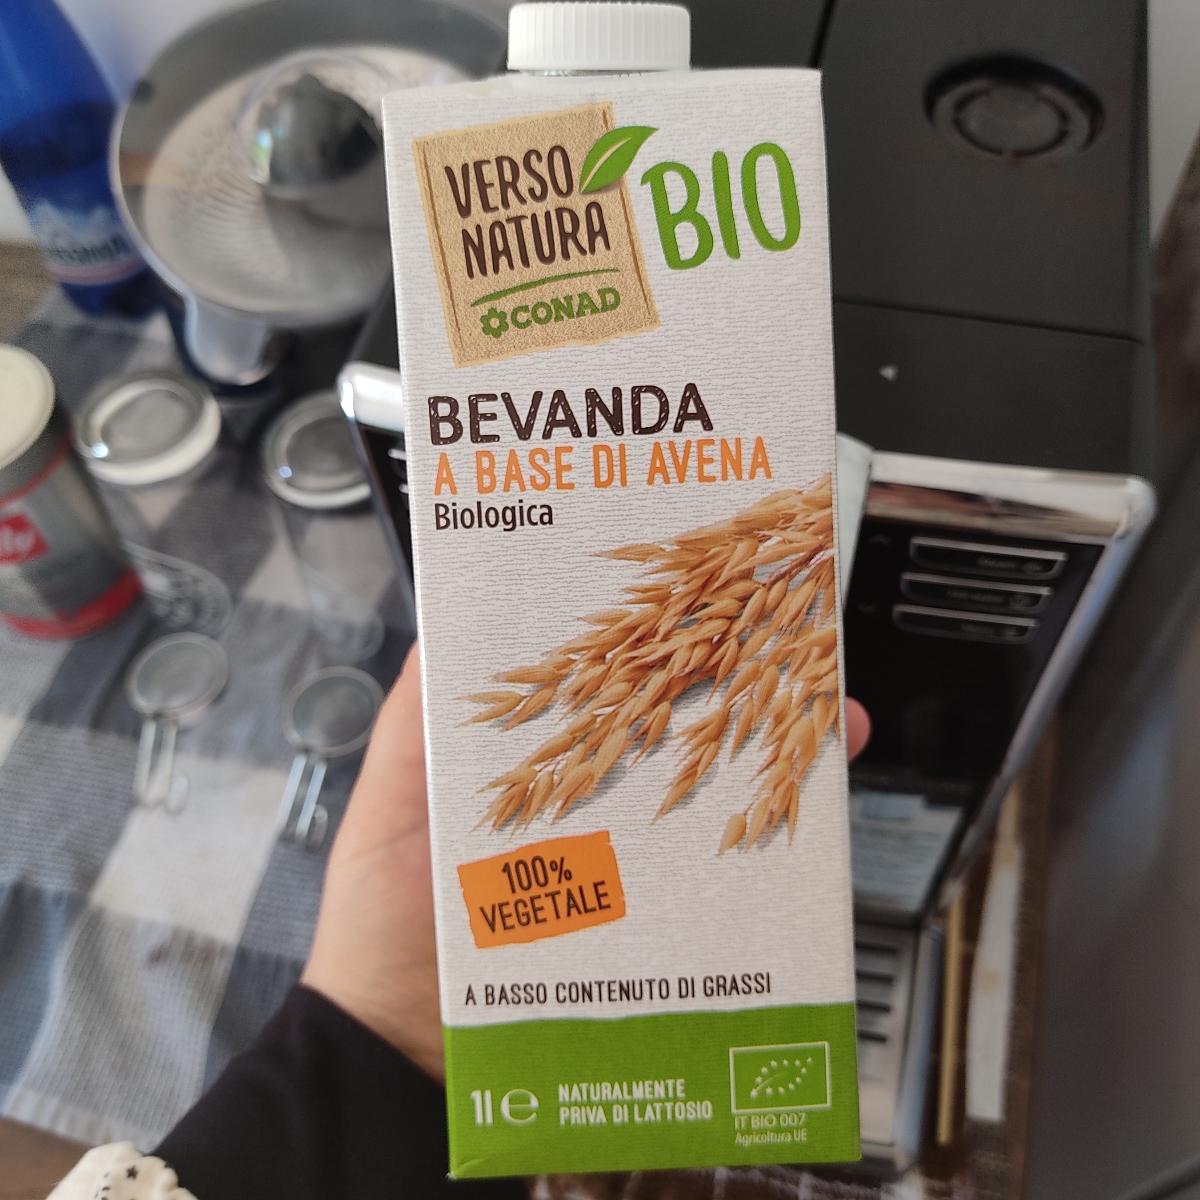 VERSO
NATURA
CONAD
BIO
BEVANDA
A BASE DI AVENA
Biologica
100%
VEGETALE
A BASSO CONTENUTO DI GRASSI
1l e
NATURALMENTE
PRIVA DI LATTOSIO
IT BIO 007
Agricoltura UE